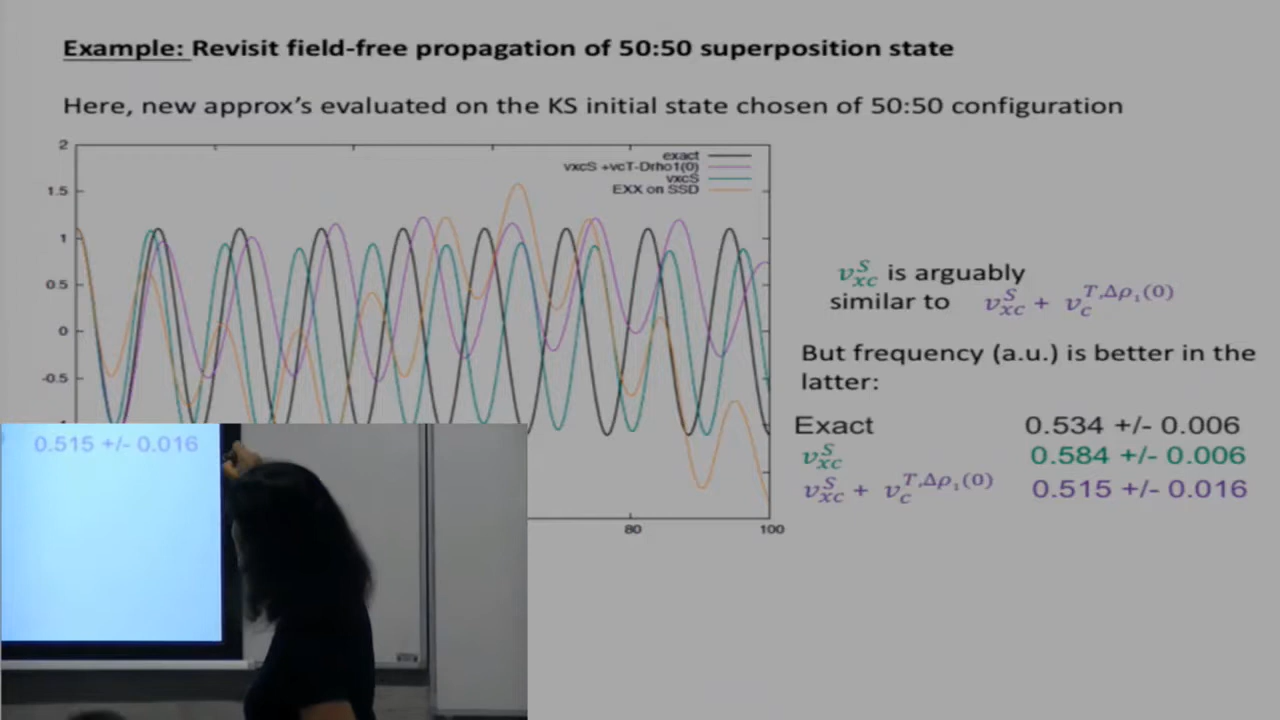 Example: Revisit field-free propagation of 50:50 superposition state
Here, new approx's evaluated on the KS initial state chosen of 50:50 configuration
2
1.5
1
0.5
0
-0.5
80
100
exact
vxcS +vcT-Drho1(0)
vxcS
EXX on SSD
v_xc^S is arguably
similar to v_xc^S + v_c^T,Δρ₁(0)
But frequency (a.u.) is better in the
latter:
Exact 0.534 +/- 0.006
v_xc^S 0.584 +/- 0.006
v_xc^S + v_c^T,Δρ₁(0) 0.515 +/- 0.016
0.515 +/- 0.016